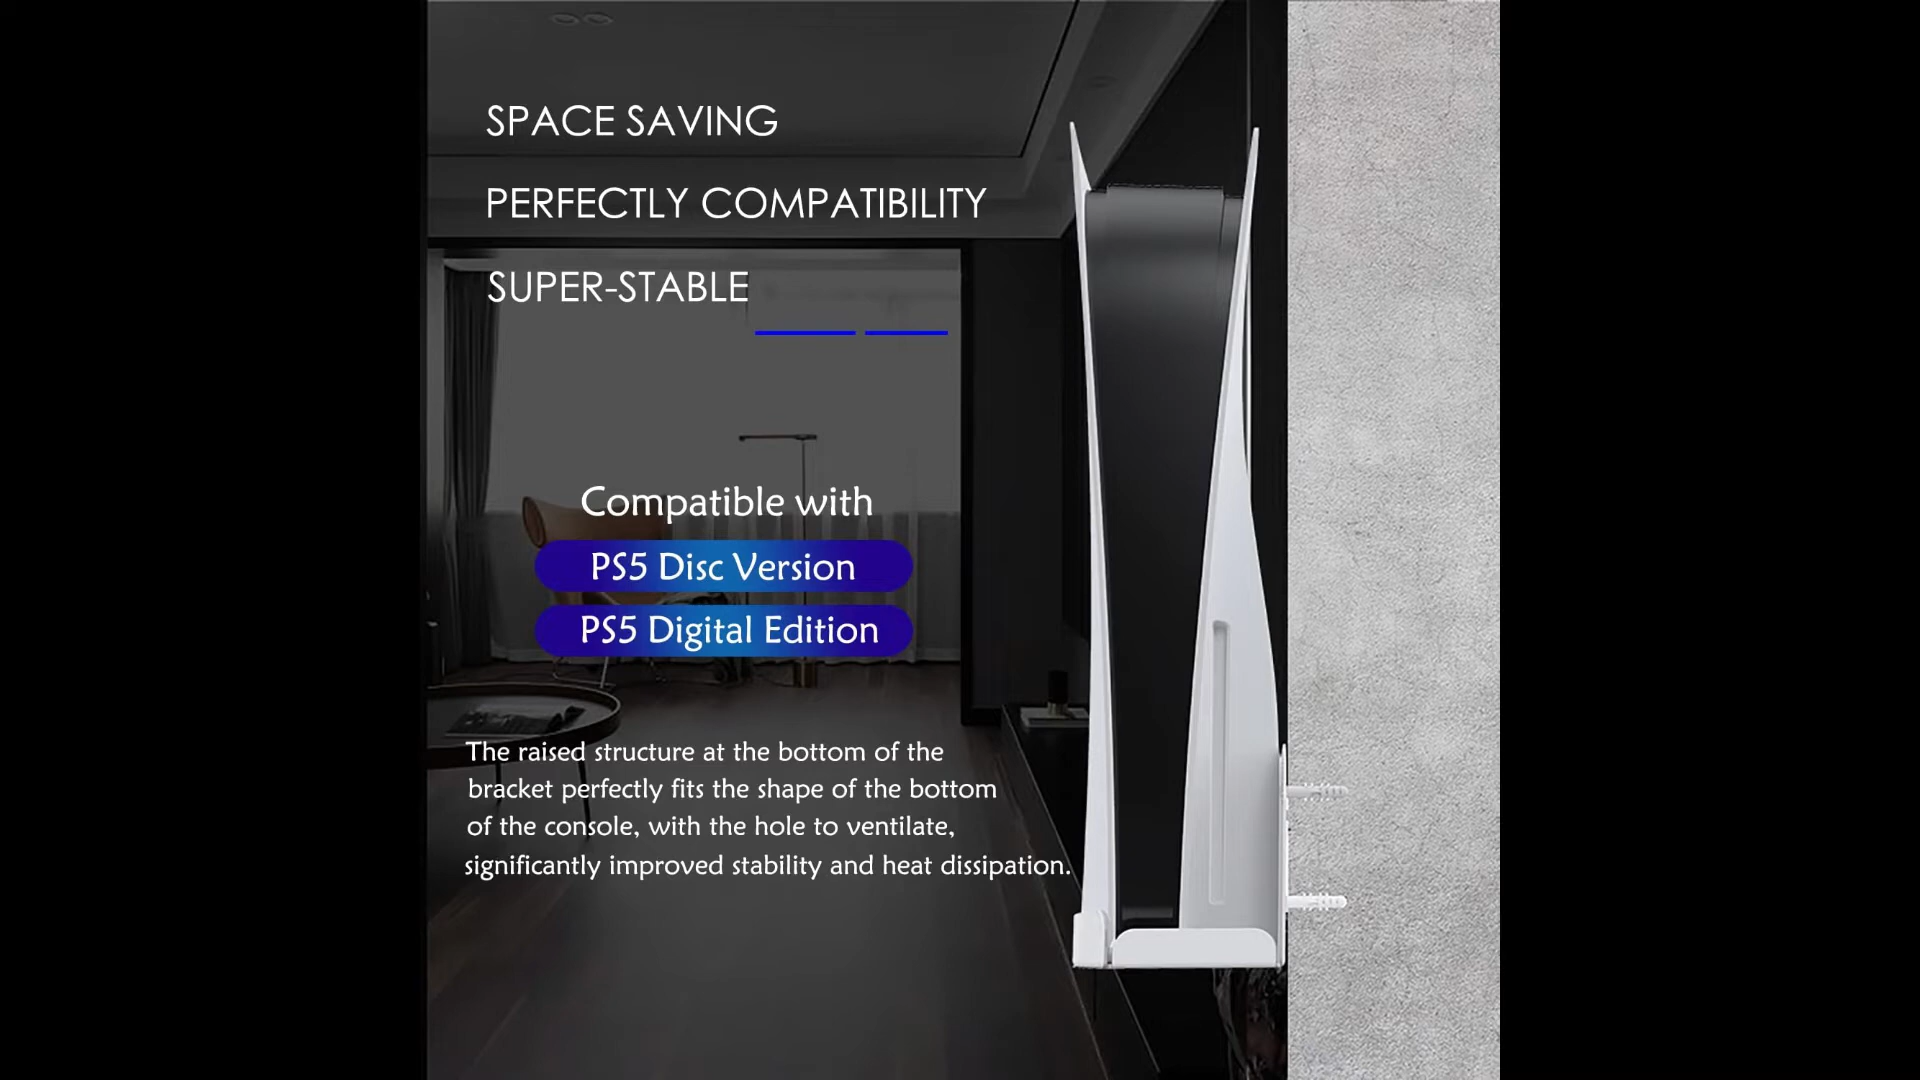 SPACE SAVING
PERFECTLY COMPATIBILITY
SUPER-STABLE
Compatible with
PS5 Disc Version
PS5 Digital Edition
The raised structure at the bottom of the
bracket perfectly fits the shape of the bottom
of the console, with the hole to ventilate,
significantly improved stability and heat dissipation.